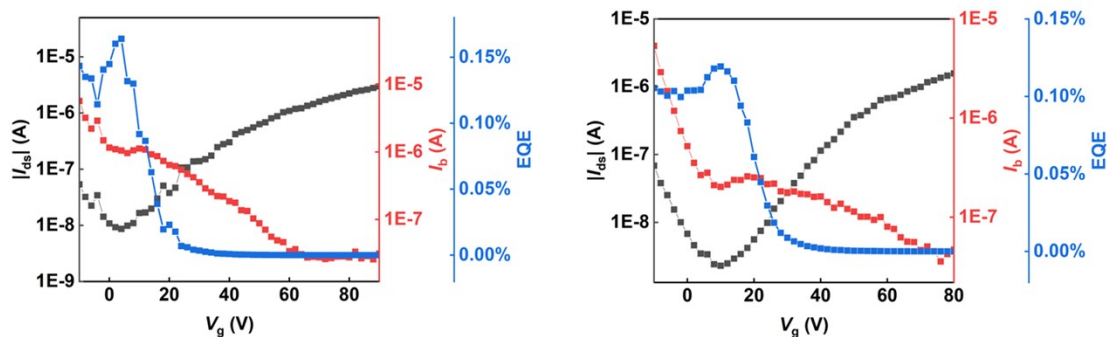 1E-5
1E-6
1E-7
1E-8
1E-9
|Ids| (A)
0
20
40
60
80
Vg (V)
1E-5
1E-6
1E-7
Ib (A)
0.15%
0.10%
0.05%
0.00%
EQE
1E-5
1E-6
1E-7
1E-8
|Ids| (A)
0
20
40
60
80
Vg (V)
1E-5
1E-6
1E-7
Ib (A)
0.15%
0.10%
0.05%
0.00%
EQE